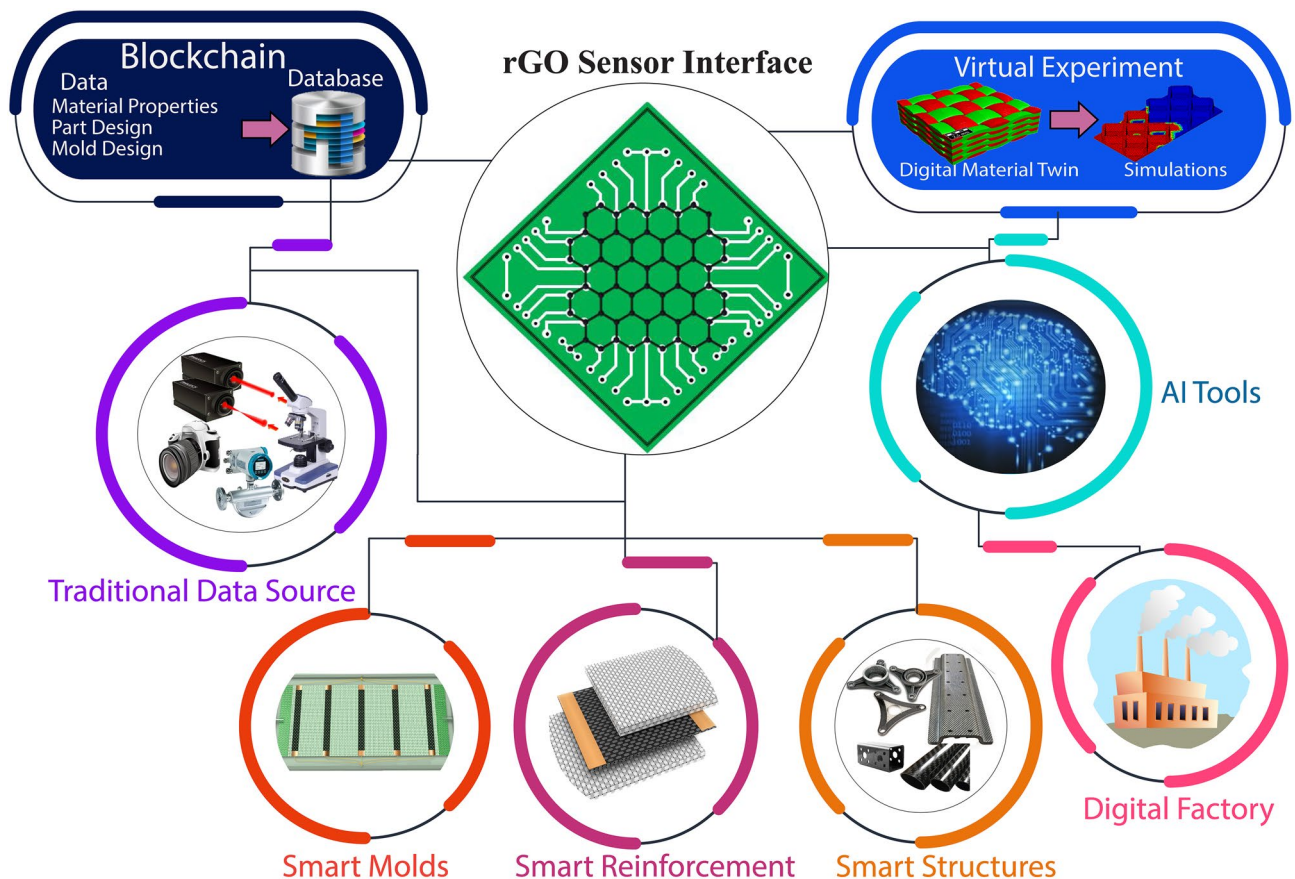 Blockchain
Data
Database
Material Properties
Part Design
Mold Design
rGO Sensor Interface
Virtual Experiment
Digital Material Twin
Simulations
AI Tools
Traditional Data Source
Smart Molds
Smart Reinforcement
Smart Structures
Digital Factory